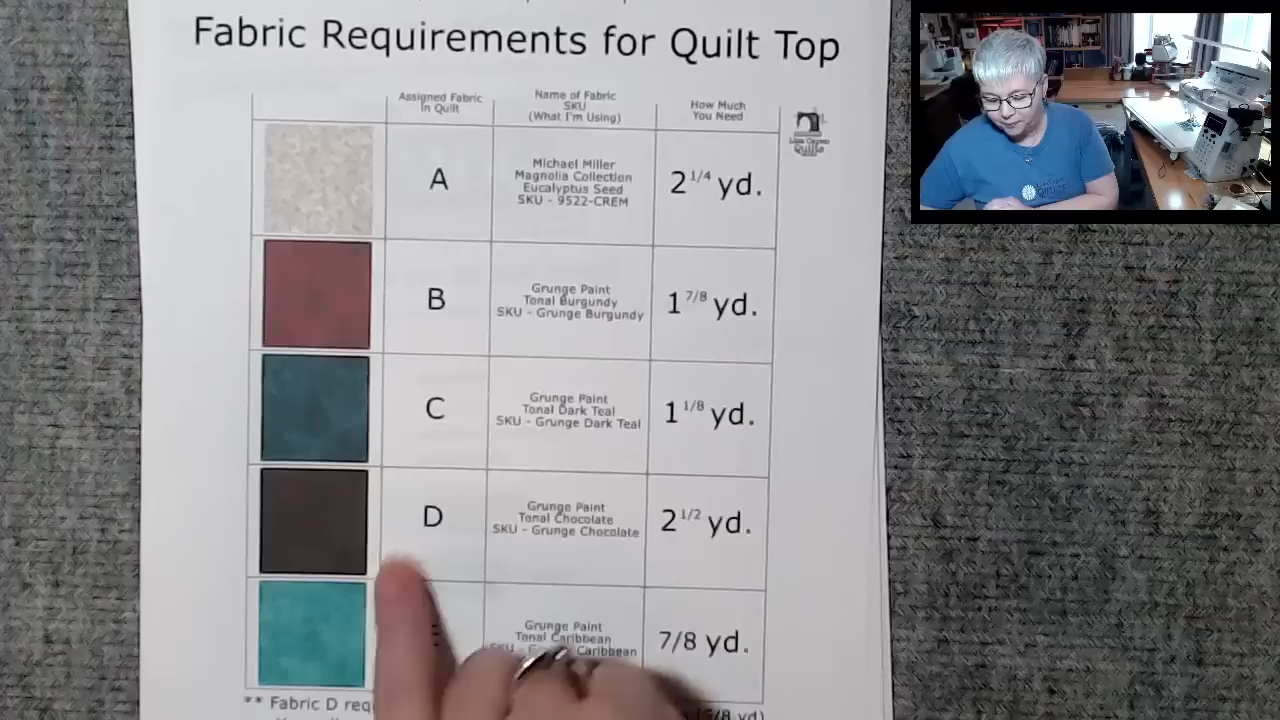 Fabric Requirements for Quilt Top
Assigned Fabric
in Quilt
Name of Fabric
SKU
(What I'm Using)
How Much
You Need
Quilts
A
Michael Miller
Magnolia Collection
Eucalyptus Seed
SKU - 9522-CREM
2 1/4 yd.
B
Grunge Paint
Tonal Burgundy
SKU - Grunge Burgundy
1 7/8 yd.
C
Grunge Paint
Tonal Dark Teal
SKU - Grunge Dark Teal
1 1/8 yd.
D
Grunge Paint
Tonal Chocolate
SKU - Grunge Chocolate
2 1/2 yd.
Grunge Paint
Tonal Caribbean
Caribbean
7/8 yd.
** Fabric D
yd)